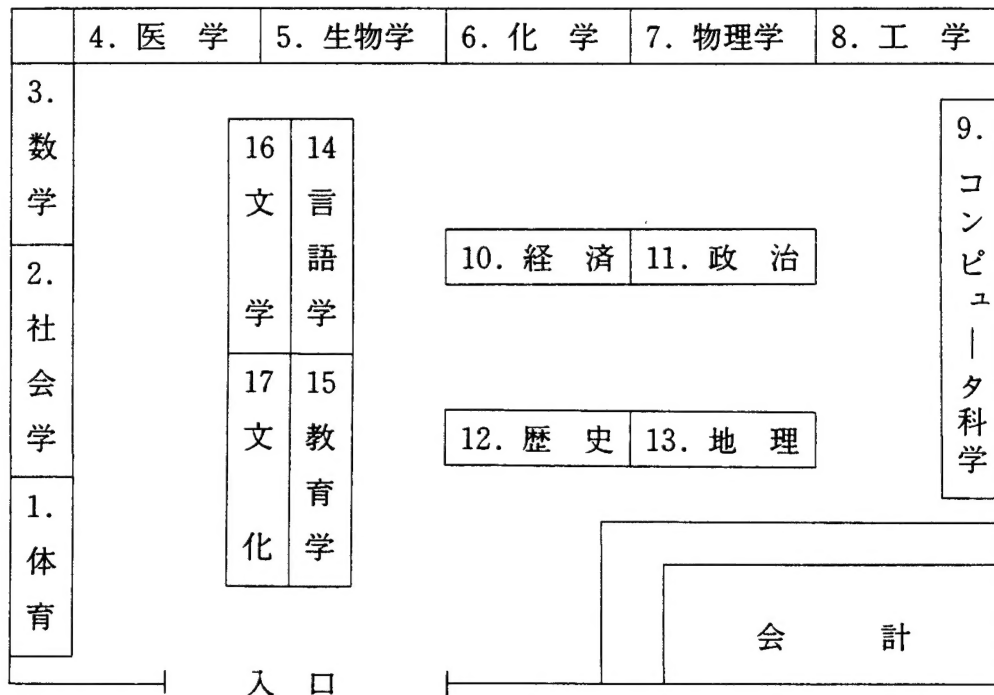 4. 医 学
5. 生物学
6. 化 学
7. 物理学
8. 工 学
3. 数学
2. 社会学
1. 体育
16 文学
14 言語学
17 文化
15 教育学
10. 経 済
11. 政 治
12. 歴 史
13. 地 理
9. コンピュータ科学
会 計
入 口